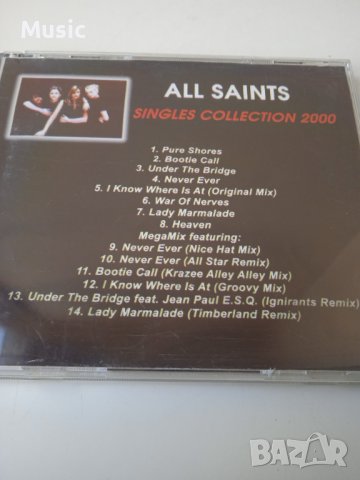 Music
ALL SAINTS
SINGLES COLLECTION 2000
1. Pure Shores
2. Bootie Call
3. Under The Bridge
4. Never Ever
5. I Know Where Is At (Original Mix)
6. War Of Nerves
7. Lady Marmalade
8. Heaven
MegaMix featuring:
9. Never Ever (Nice Hat Mix)
10. Never Ever (All Star Remix)
11. Bootie Call (Krazee Alley Alley Mix)
12. I Know Where Is At (Groovy Mix)
13. Under The Bridge feat. Jean Paul E.S.Q. (Ignirants Remix)
14. Lady Marmalade (Timberland Remix)
BAZAR